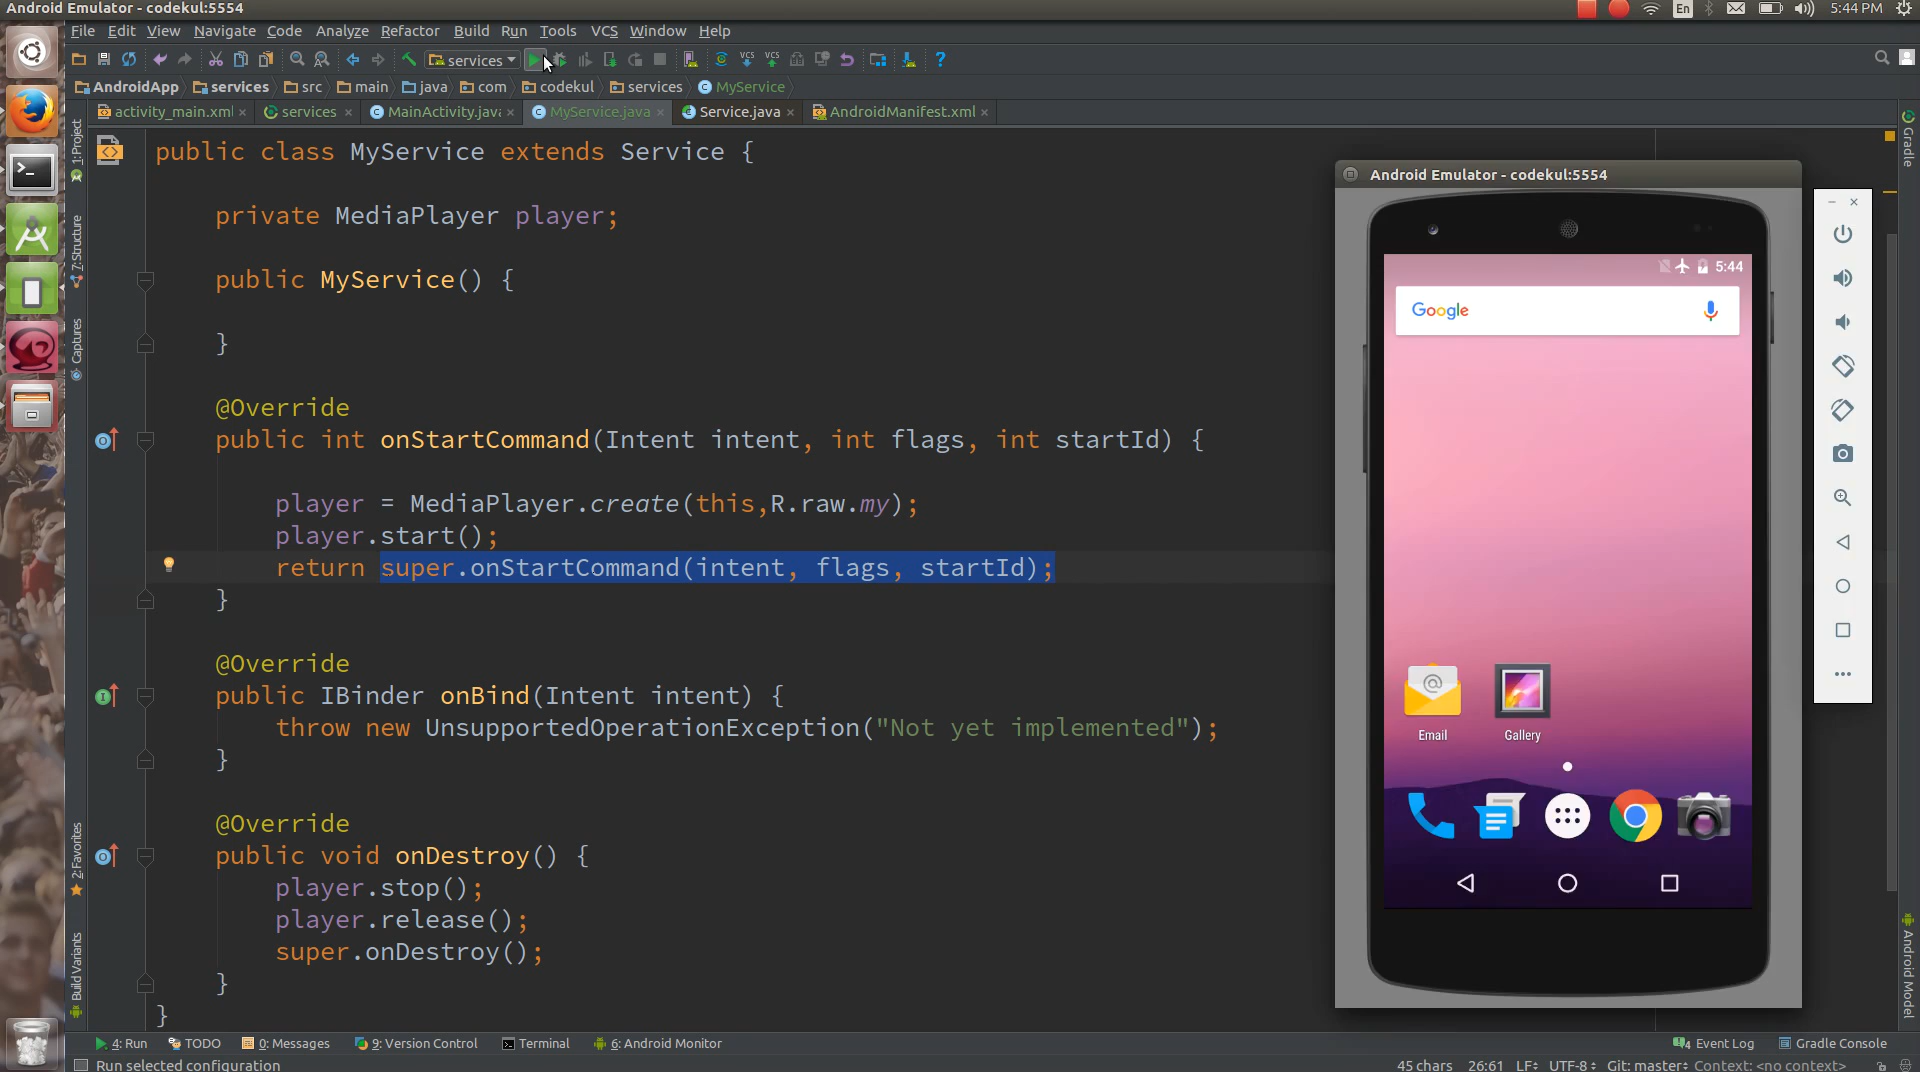 Android Emulator - codekul:5554
En
5:44 PM
File Edit View Navigate Code Analyze Refactor Build Run Tools VCS Window Help
services
VCS VCS
AndroidApp services src main java com codekul services MyService
activity_main.xml services MainActivity.java MyService.java Service.java AndroidManifest.xml
public class MyService extends Service {
private MediaPlayer player;
public MyService() {
}
@Override
public int onStartCommand(Intent intent, int flags, int startId) {
player = MediaPlayer.create(this,R.raw.my);
player.start();
return super.onStartCommand(intent, flags, startId);
}
@Override
public IBinder onBind(Intent intent) {
throw new UnsupportedOperationException("Not yet implemented");
}
@Override
public void onDestroy() {
player.stop();
player.release();
super.onDestroy();
}
}
1: Project
7: Structure
Captures
2: Favorites
Build Variants
Android Emulator - codekul:5554
5:44
Google
Email
Gallery
Gradle
Android Model
4: Run TODO 0: Messages 9: Version Control Terminal 6: Android Monitor Event Log Gradle Console
Run selected configuration
45 chars 26:61 LF÷ UTF-8÷ Git: master÷ Context: <no context>